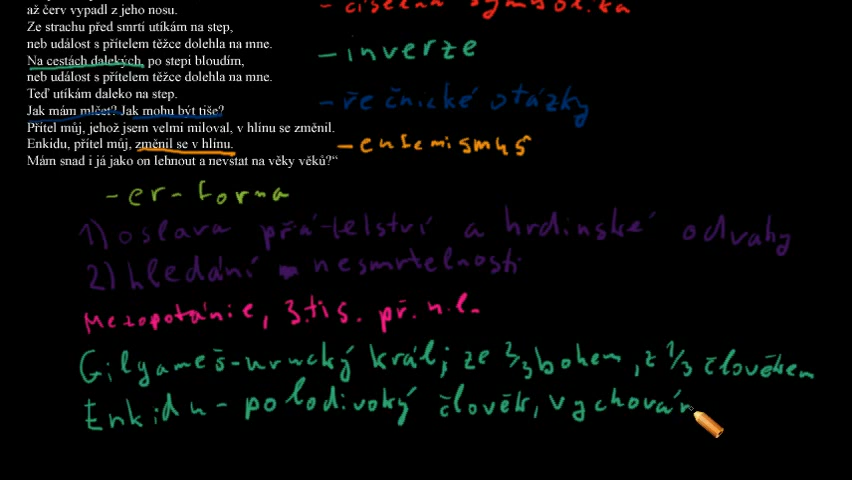 až červ vypadl z jeho nosu.
- číselná symbolika
Ze strachu před smrtí utíkám na step,
neb událost s přítelem těžce dolehla na mne.
- inverze
Na cestách dalekých, po stepi bloudím,
neb událost s přítelem těžce dolehla na mne.
Teď utíkám daleko na step.
- řečnické otázky
Jak mám mlčet? Jak mohu být tiše?
Přítel můj, jehož jsem velmi miloval, v hlínu se změnil.
Enkidu, přítel můj, změnil se v hlínu.
- eufemismus
Mám snad i já jako on lehnout a nevstat na věky věků?“
- er-forma
1) oslava přátelství a hrdinské odvahy
2) hledání nesmrtelnosti
Mezopotánie, 3. tis. př. n. l.
Gilgameš - urucký král; ze 2/3 bohem, z 1/3 člověkem
Enkidu - polodivoký člověk, vychován